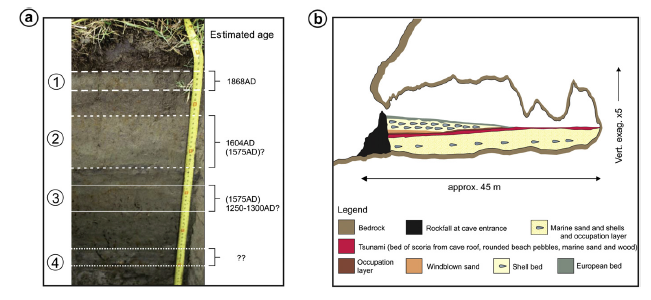 a
Estimated age
1
1868AD
2
1604AD
(1575AD)?
3
(1575AD)
1250-1300AD?
4
??
b
Vert. exag. x5
approx. 45 m
Legend
Bedrock
Rockfall at cave entrance
Marine sand and shells
and occupation layer
Tsunami (bed of scoria from cave roof, rounded beach pebbles, marine sand and wood)
Occupation
layer
Windblown sand
Shell bed
European bed